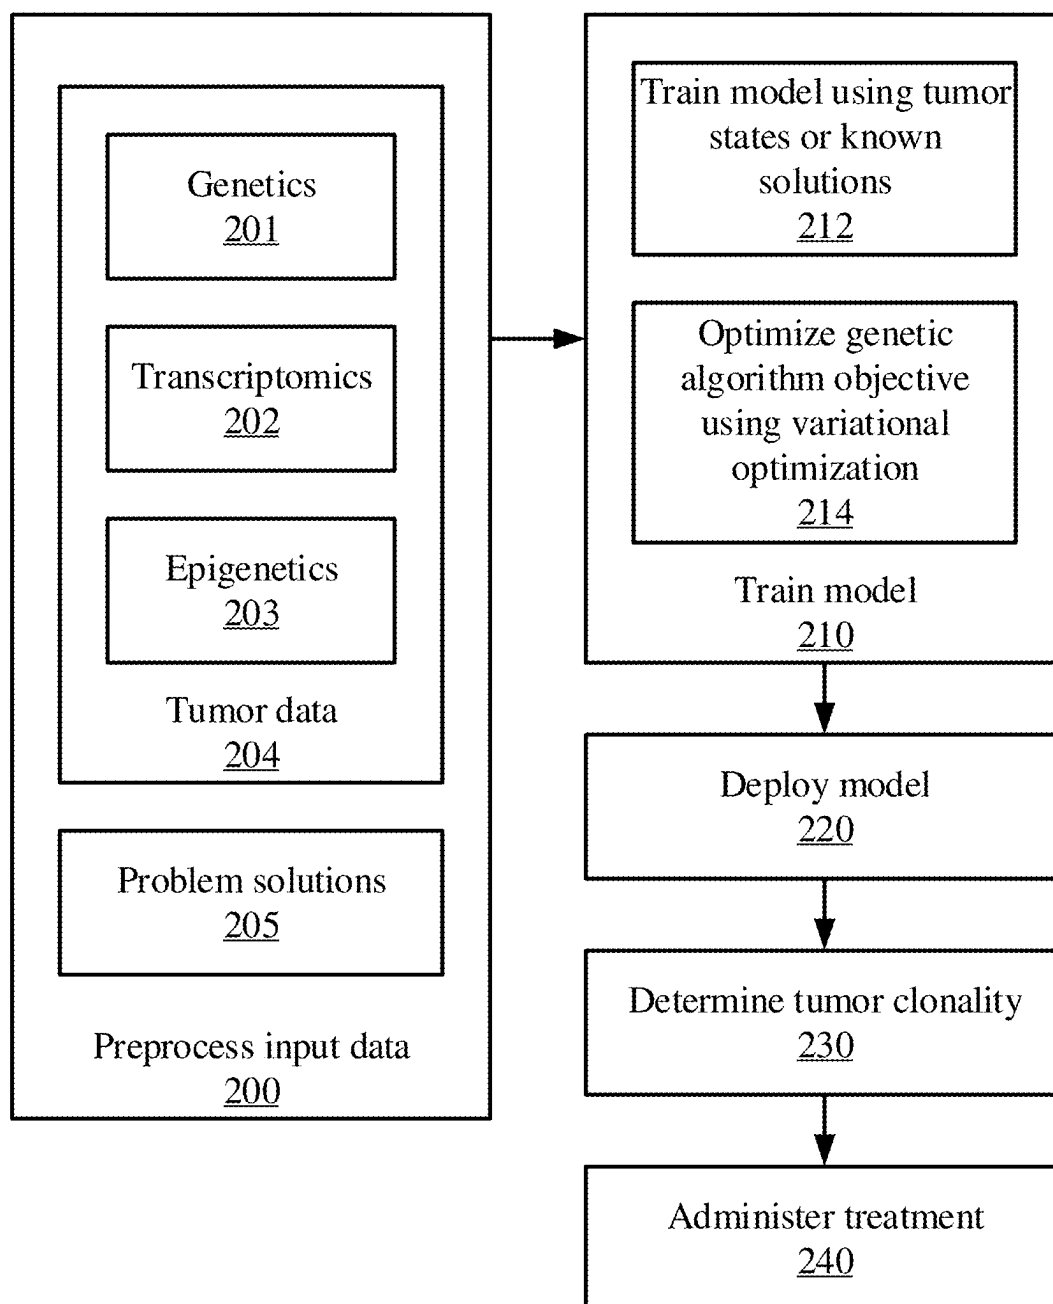 Genetics
201
Transcriptomics
202
Epigenetics
203
Tumor data
204
Problem solutions
205
Preprocess input data
200
Train model using tumor
states or known
solutions
212
Optimize genetic
algorithm objective
using variational
optimization
214
Train model
210
Deploy model
220
Determine tumor clonality
230
Administer treatment
240